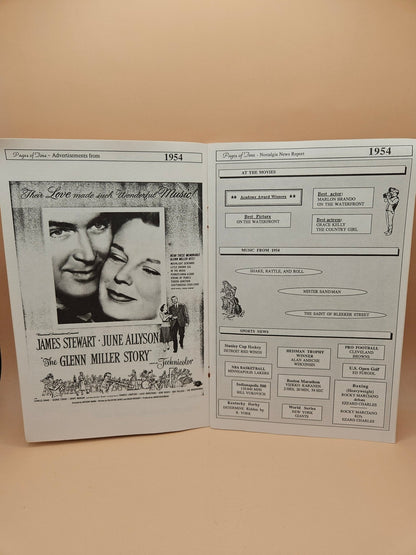 Pages of Time - Advertisements from
1954
Their Love made such Wonderful Music!
JAMES STEWART · JUNE ALLYSON
"The GLENN MILLER STORY"
Technicolor
Pages of Time - Nostalgia News Report
1954
AT THE MOVIES
** Academy Award Winners **
Best actor:
MARLON BRANDO
ON THE WATERFRONT
Best Picture
ON THE WATERFRONT
Best actress:
GRACE KELLY
THE COUNTRY GIRL
MUSIC FROM 1954
SHAKE, RATTLE, AND ROLL
MISTER SANDMAN
THE SAINT OF BLEEKER STREET
SPORTS NEWS
Stanley Cup Hockey
DETROIT RED WINGS
HEISMAN TROPHY
WINNER
ALAN AMECHE
WISCONSIN
PRO FOOTBALL
CLEVELAND
BROWNS
NBA BASKETBALL
MINNEAPOLIS LAKERS
U.S. Open Golf
ED FURGOL
Indianapolis 500
BILL VUKOVICH
Boston Marathon
Boxing
(Heavyweight)
ROCKY MARCIANO
EZZARD CHARLES
ROCKY MARCIANO
KO's
EZZARD CHARLES
Kentucky Derby
DETERMINE, Ridden by
R. YORK
World Series
NEW YORK
GIANTS